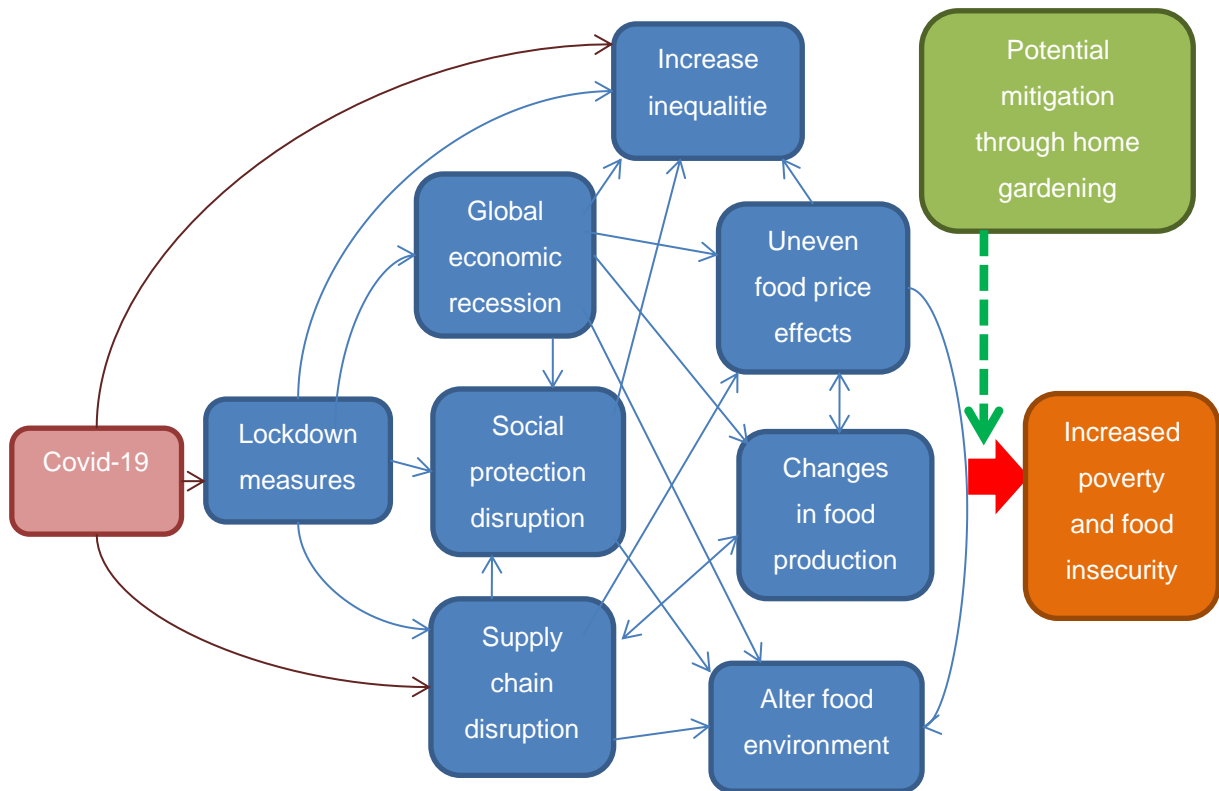 Increase
inequalitie
Potential
mitigation
through home
gardening
Global
economic
recession
Uneven
food price
effects
Covid-19
Lockdown
measures
Social
protection
disruption
Changes
in food
production
Increased
poverty
and food
insecurity
Supply
chain
disruption
Alter food
environment